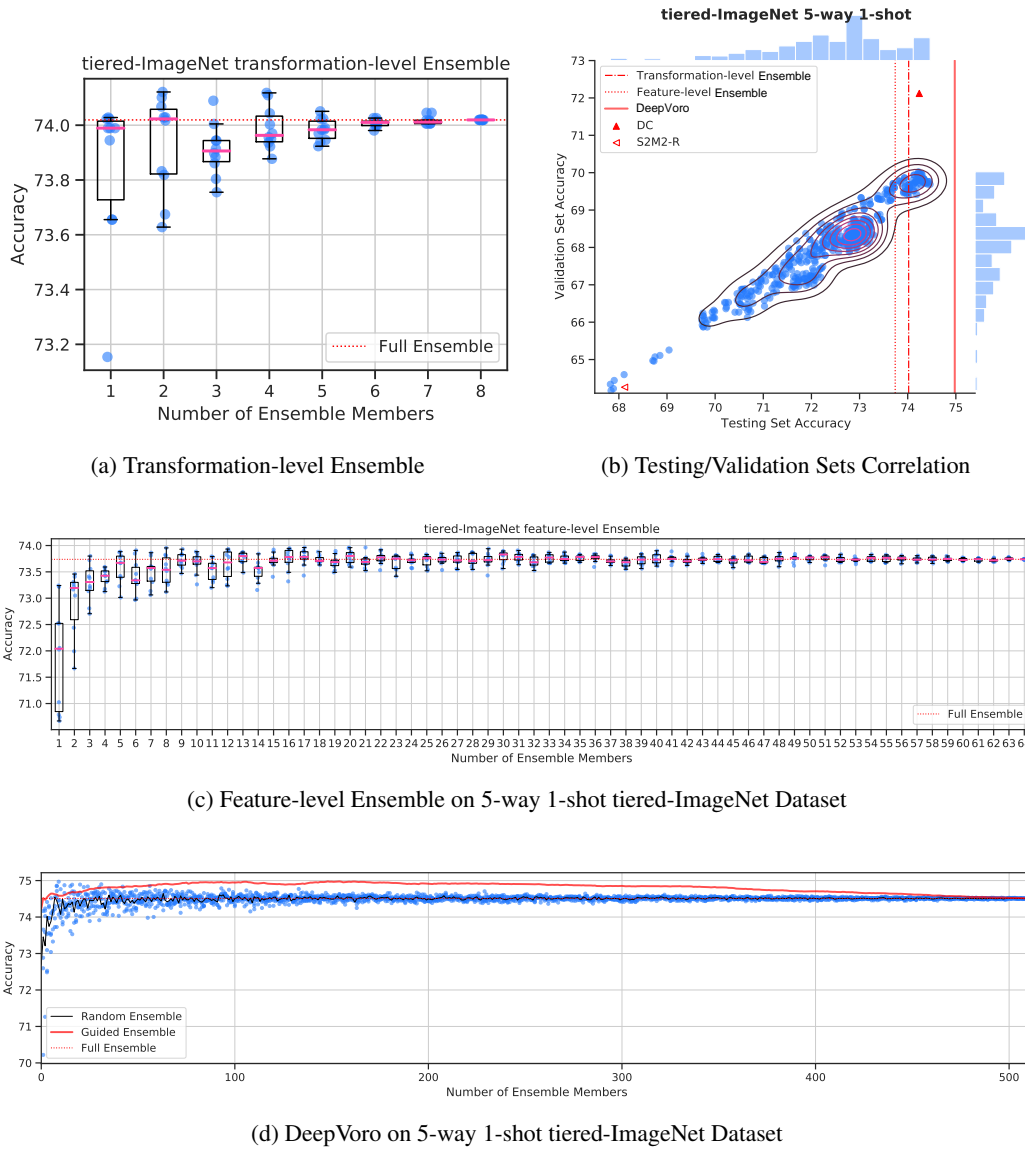 tiered-ImageNet transformation-level Ensemble
74.0
73.8
73.6
73.4
73.2
Accuracy
Full Ensemble
1 2 3 4 5 6 7 8
Number of Ensemble Members
(a) Transformation-level Ensemble
tiered-ImageNet 5-way 1-shot
73
72
71
70
69
68
67
66
65
Validation Set Accuracy
Transformation-level Ensemble
Feature-level Ensemble
DeepVoro
DC
S2M2-R
68 69 70 71 72 73 74 75
Testing Set Accuracy
(b) Testing/Validation Sets Correlation
tiered-ImageNet feature-level Ensemble
74.0
73.5
73.0
72.5
72.0
71.5
71.0
Accuracy
Full Ensemble
1 2 3 4 5 6 7 8 9 10 11 12 13 14 15 16 17 18 19 20 21 22 23 24 25 26 27 28 29 30 31 32 33 34 35 36 37 38 39 40 41 42 43 44 45 46 47 48 49 50 51 52 53 54 55 56 57 58 59 60 61 62 63 6
Number of Ensemble Members
(c) Feature-level Ensemble on 5-way 1-shot tiered-ImageNet Dataset
75
74
73
72
71
70
Accuracy
Random Ensemble
Guided Ensemble
Full Ensemble
0 100 200 300 400 500
Number of Ensemble Members
(d) DeepVoro on 5-way 1-shot tiered-ImageNet Dataset